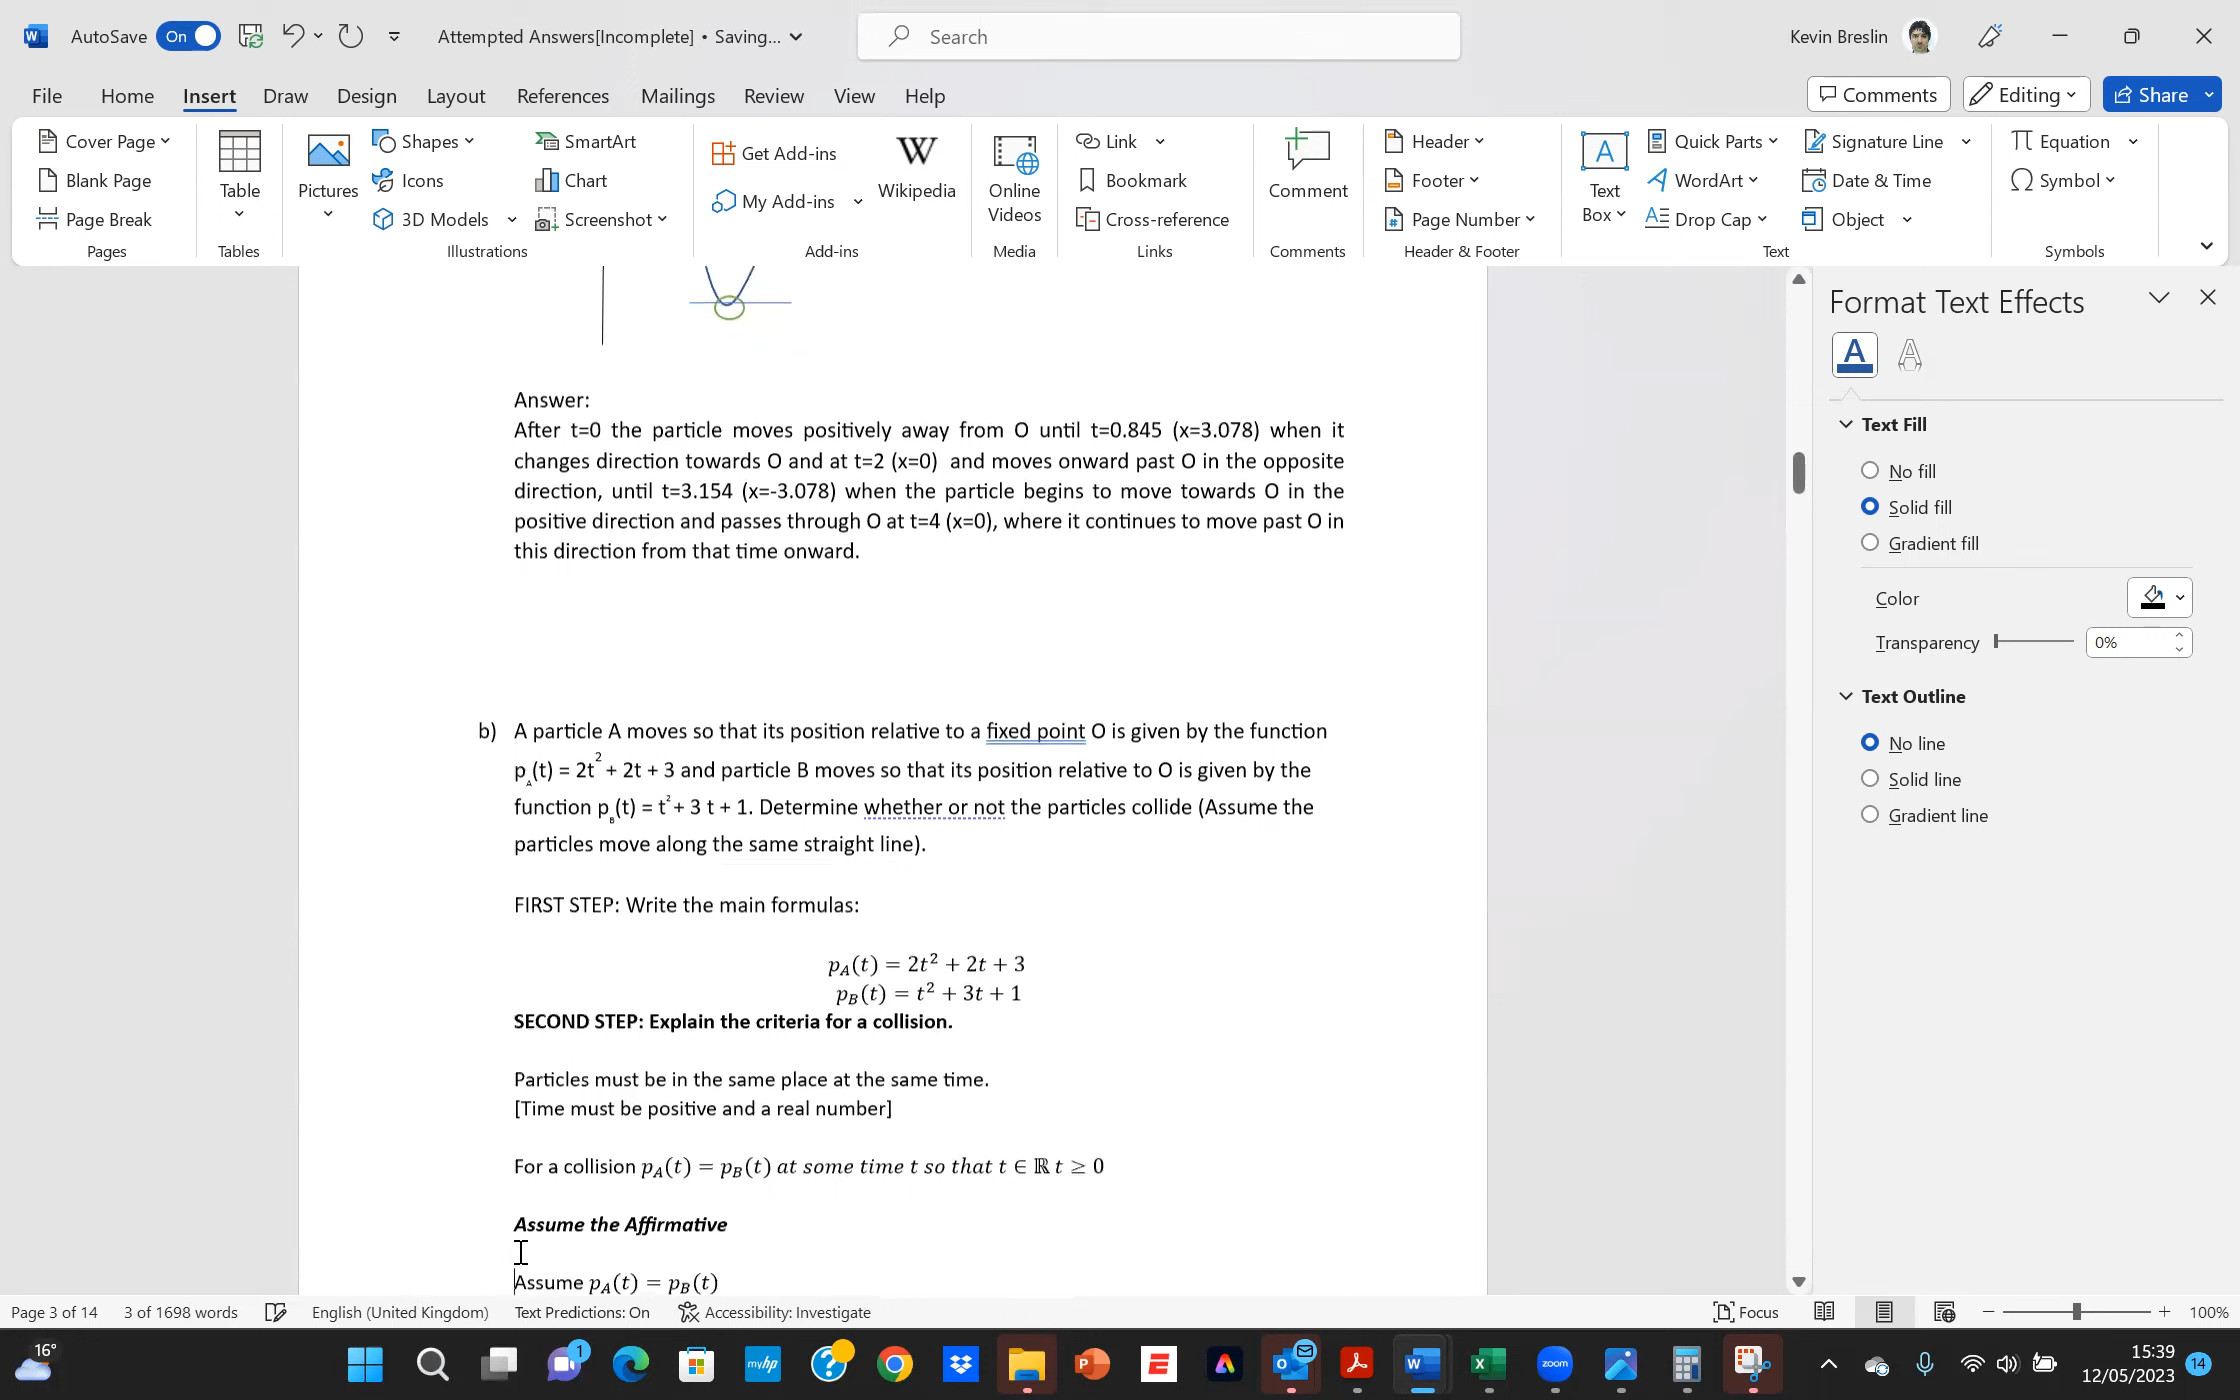 AutoSave On Attempted Answers[Incomplete] • Saving... Search Kevin Breslin
File Home Insert Draw Design Layout References Mailings Review View Help Comments Editing Share
Cover Page
Blank Page
Page Break
Pages
Table
Tables
Pictures
Shapes
Icons
3D Models
SmartArt
Chart
Screenshot
Illustrations
Get Add-ins
My Add-ins
W
Wikipedia
Add-ins
Online
Videos
Media
Link
Bookmark
Cross-reference
Links
Comment
Comments
Header
Footer
Page Number
Header & Footer
Text
Box
Quick Parts
WordArt
Drop Cap
Signature Line
Date & Time
Object
Text
Equation
Symbol
Symbols
Answer:
After t=0 the particle moves positively away from O until t=0.845 (x=3.078) when it
changes direction towards O and at t=2 (x=0) and moves onward past O in the opposite
direction, until t=3.154 (x=-3.078) when the particle begins to move towards O in the
positive direction and passes through O at t=4 (x=0), where it continues to move past O in
this direction from that time onward.
b) A particle A moves so that its position relative to a fixed point O is given by the function
p_A(t) = 2t² + 2t + 3 and particle B moves so that its position relative to O is given by the
function p_B(t) = t² + 3 t + 1. Determine whether or not the particles collide (Assume the
particles move along the same straight line).
FIRST STEP: Write the main formulas:
p_A(t) = 2t² + 2t + 3
p_B(t) = t² + 3t + 1
SECOND STEP: Explain the criteria for a collision.
Particles must be in the same place at the same time.
[Time must be positive and a real number]
For a collision p_A(t) = p_B(t) at some time t so that t ∈ ℝ t ≥ 0
Assume the Affirmative
Assume p_A(t) = p_B(t)
Format Text Effects
Text Fill
No fill
Solid fill
Gradient fill
Color
Transparency 0%
Text Outline
No line
Solid line
Gradient line
Page 3 of 14 3 of 1698 words English (United Kingdom) Text Predictions: On Accessibility: Investigate Focus 100%
16° 1 myhp zoom 15:39
12/05/2023 14